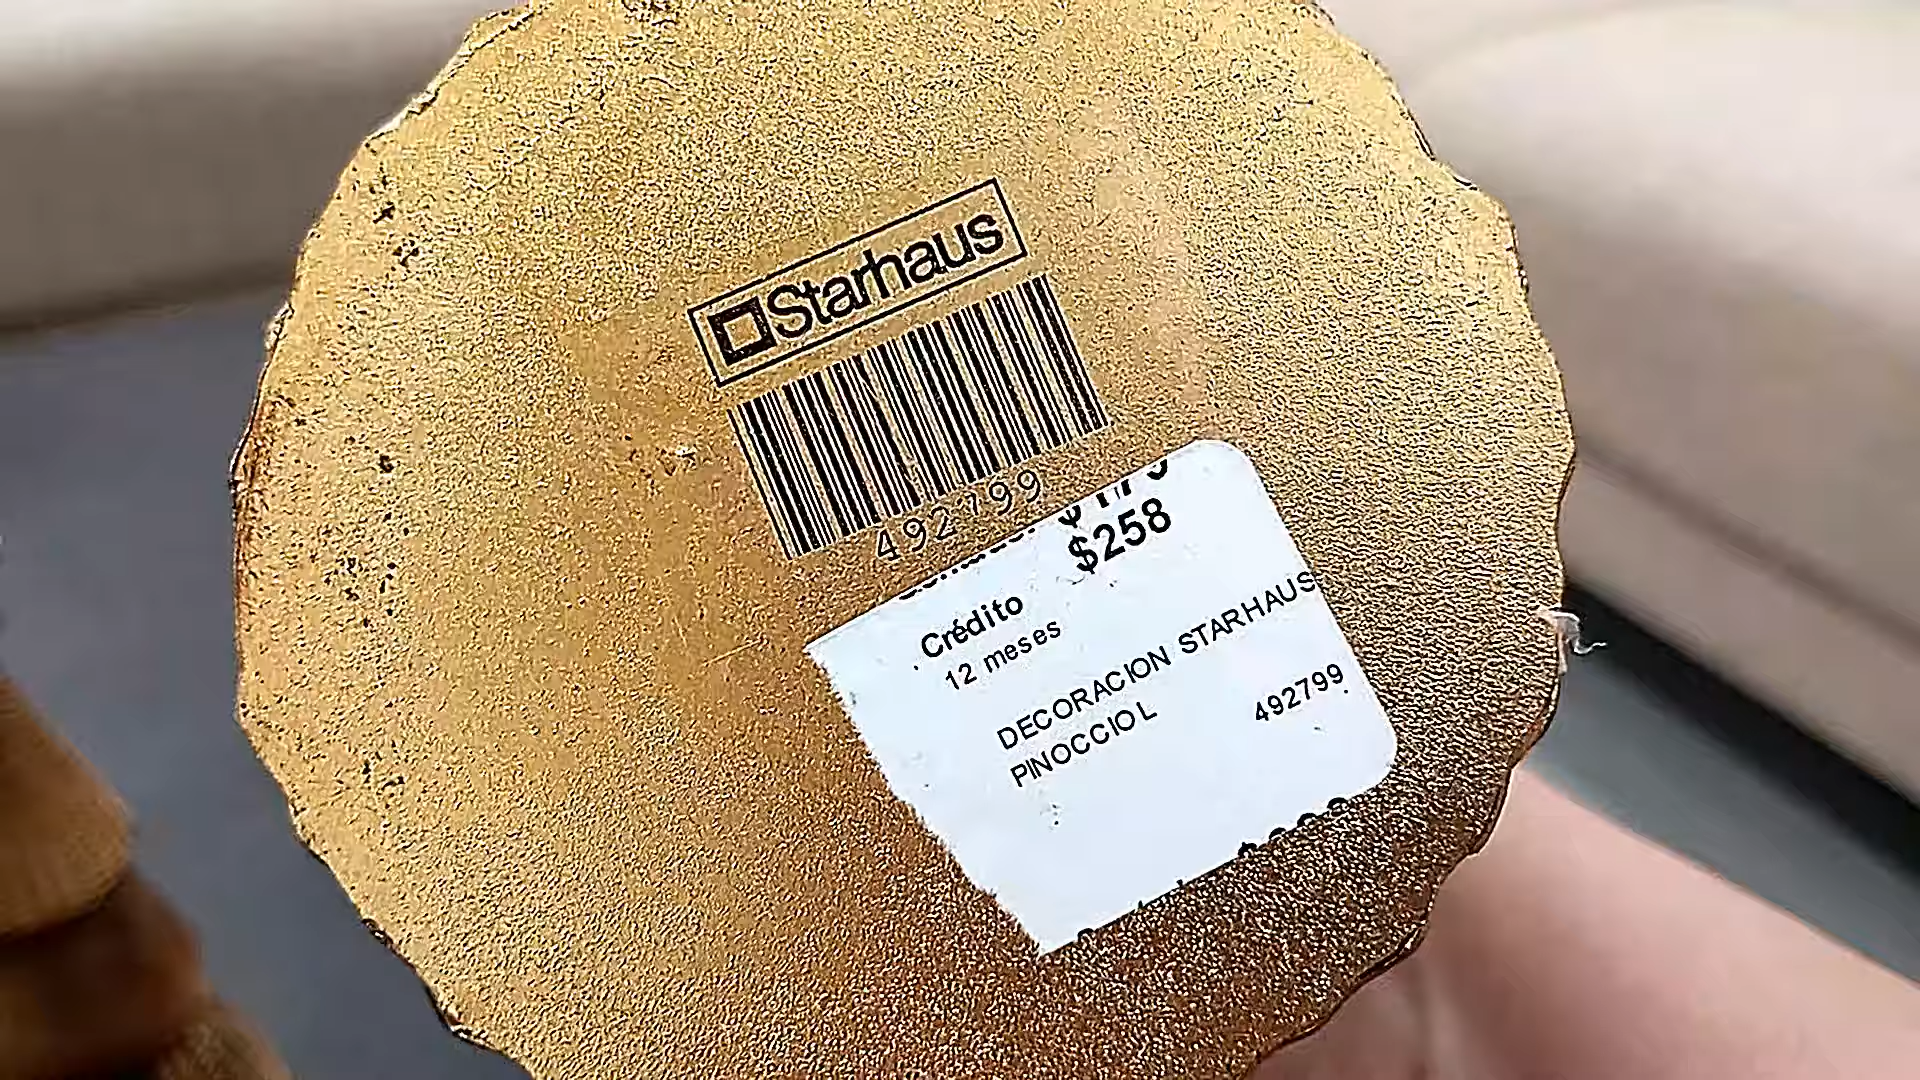 Starhaus
492799
$258
Crédito
12 meses
DECORACION STARHAUS
PINOCCIO L
492799